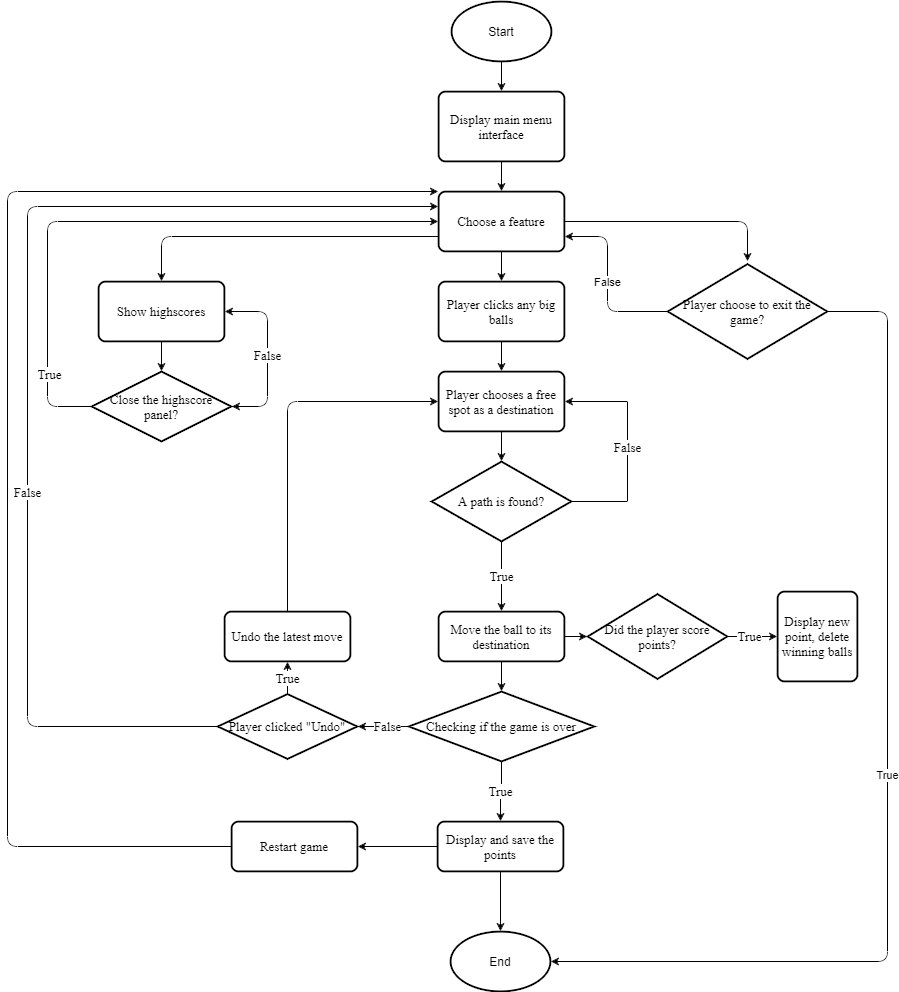 Start
Display main menu
interface
Choose a feature
False
Show highscores
Player clicks any big
balls
Player choose to exit the
game?
False
True
Close the highscore
panel?
Player chooses a free
spot as a destination
False
False
A path is found?
True
Undo the latest move
Move the ball to its
destination
Did the player score
points?
True
Display new
point, delete
winning balls
True
Player clicked "Undo"
False
Checking if the game is over
True
True
Restart game
Display and save the
points
End